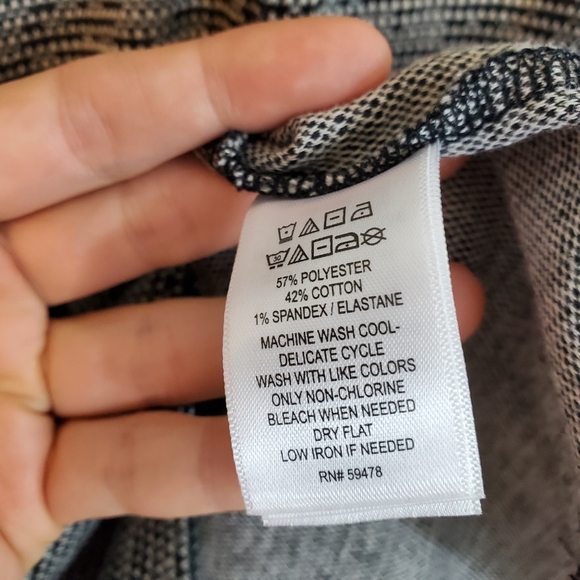 30
57% POLYESTER
42% COTTON
1% SPANDEX / ELASTANE
MACHINE WASH COOL-
DELICATE CYCLE
WASH WITH LIKE COLORS
ONLY NON-CHLORINE
BLEACH WHEN NEEDED
DRY FLAT
LOW IRON IF NEEDED
RN# 59478